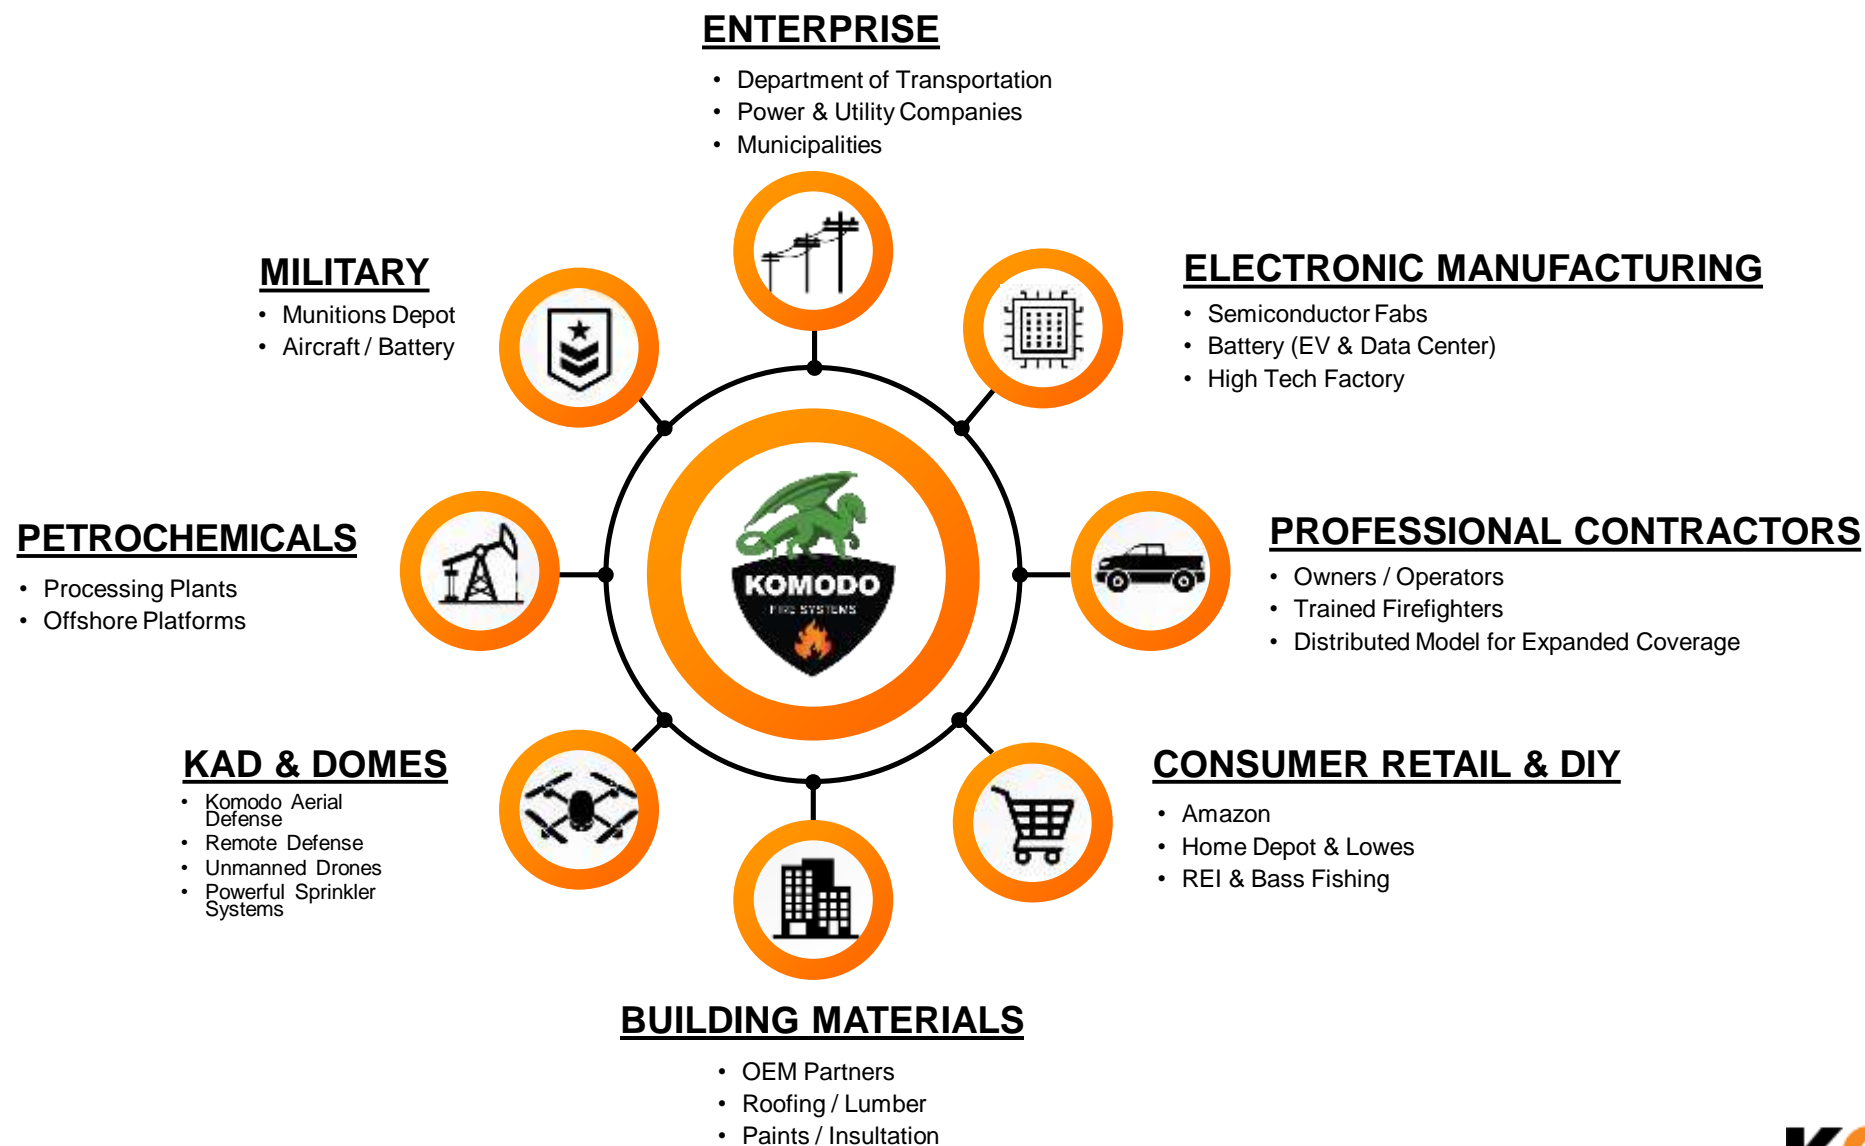 ENTERPRISE
• Department of Transportation
• Power & Utility Companies
• Municipalities
MILITARY
• Munitions Depot
• Aircraft / Battery
ELECTRONIC MANUFACTURING
• Semiconductor Fabs
• Battery (EV & Data Center)
• High Tech Factory
PETROCHEMICALS
• Processing Plants
• Offshore Platforms
KOMODO
FIRE SYSTEMS
PROFESSIONAL CONTRACTORS
• Owners / Operators
• Trained Firefighters
• Distributed Model for Expanded Coverage
KAD & DOMES
• Komodo Aerial
Defense
• Remote Defense
• Unmanned Drones
• Powerful Sprinkler
Systems
CONSUMER RETAIL & DIY
• Amazon
• Home Depot & Lowes
• REI & Bass Fishing
BUILDING MATERIALS
• OEM Partners
• Roofing / Lumber
• Paints / Insultation